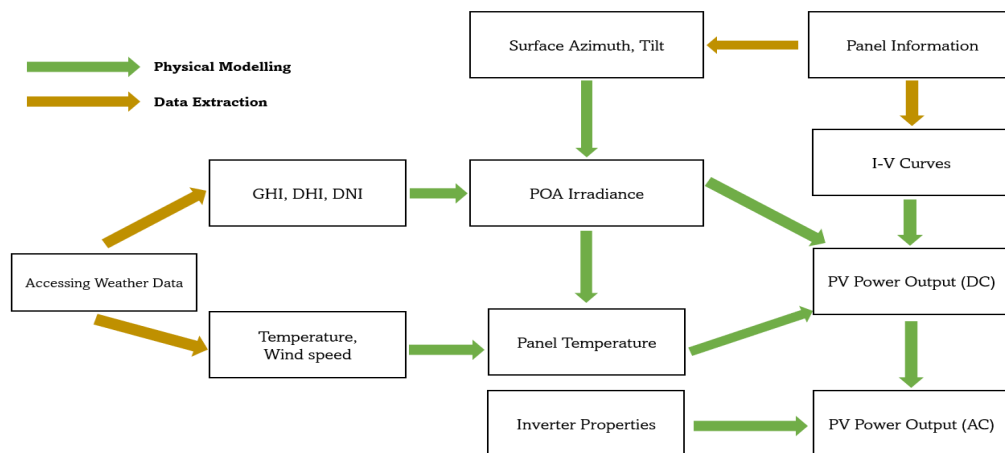 Surface Azimuth, Tilt
Panel Information
Physical Modelling
Data Extraction
I-V Curves
GHI, DHI, DNI
POA Irradiance
Accessing Weather Data
PV Power Output (DC)
Temperature,
Wind speed
Panel Temperature
Inverter Properties
PV Power Output (AC)